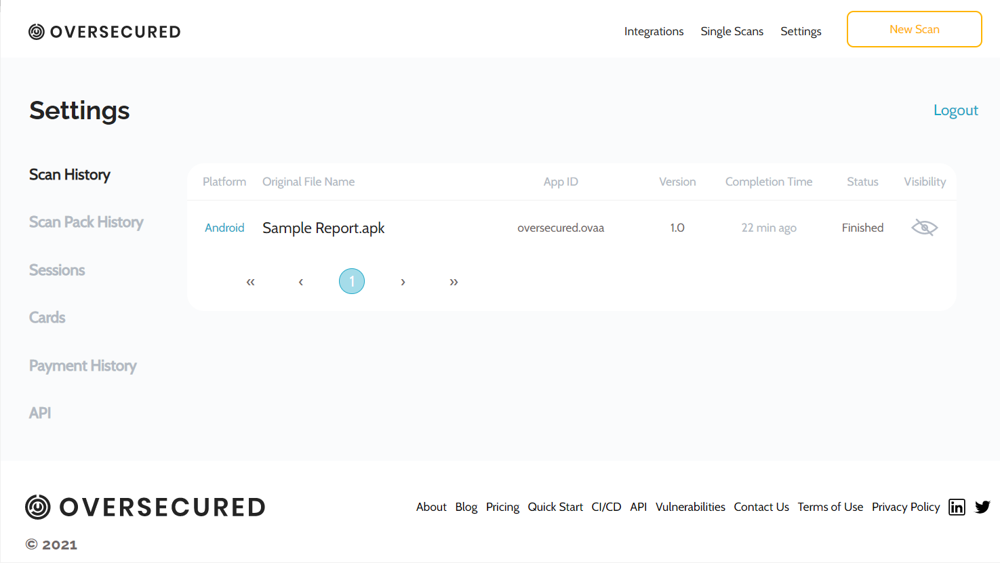 OVERSECURED
Integrations Single Scans Settings New Scan
Settings
Logout
Scan History
Scan Pack History
Sessions
Cards
Payment History
API
Platform Original File Name App ID Version Completion Time Status Visibility
Android Sample Report.apk oversecured.ovaa 1.0 22 min ago Finished
« ‹ 1 › »
OVERSECURED
About Blog Pricing Quick Start CI/CD API Vulnerabilities Contact Us Terms of Use Privacy Policy in
© 2021